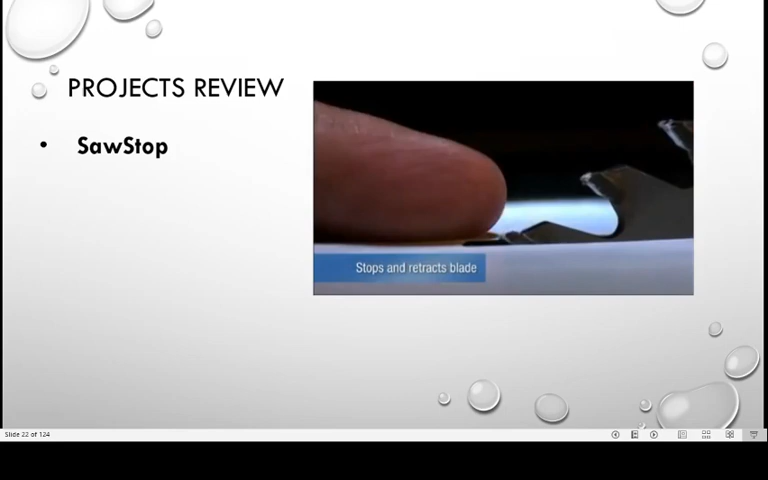 PROJECTS REVIEW
• SawStop
Stops and retracts blade
Slide 22 of 124